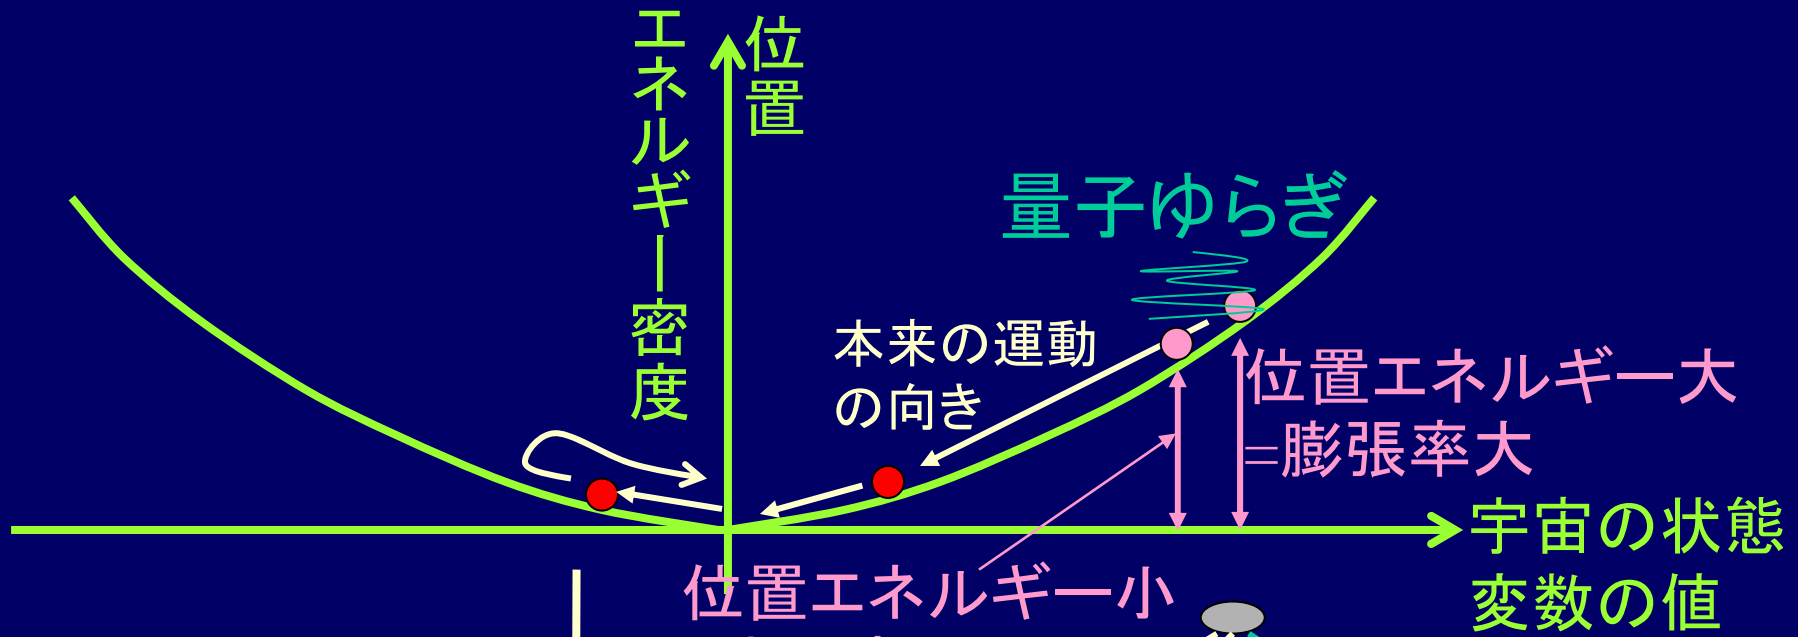 位置
エネルギー密度
量子ゆらぎ
本来の運動
の向き
位置エネルギー大
=膨張率大
宇宙の状態
変数の値
位置エネルギー小